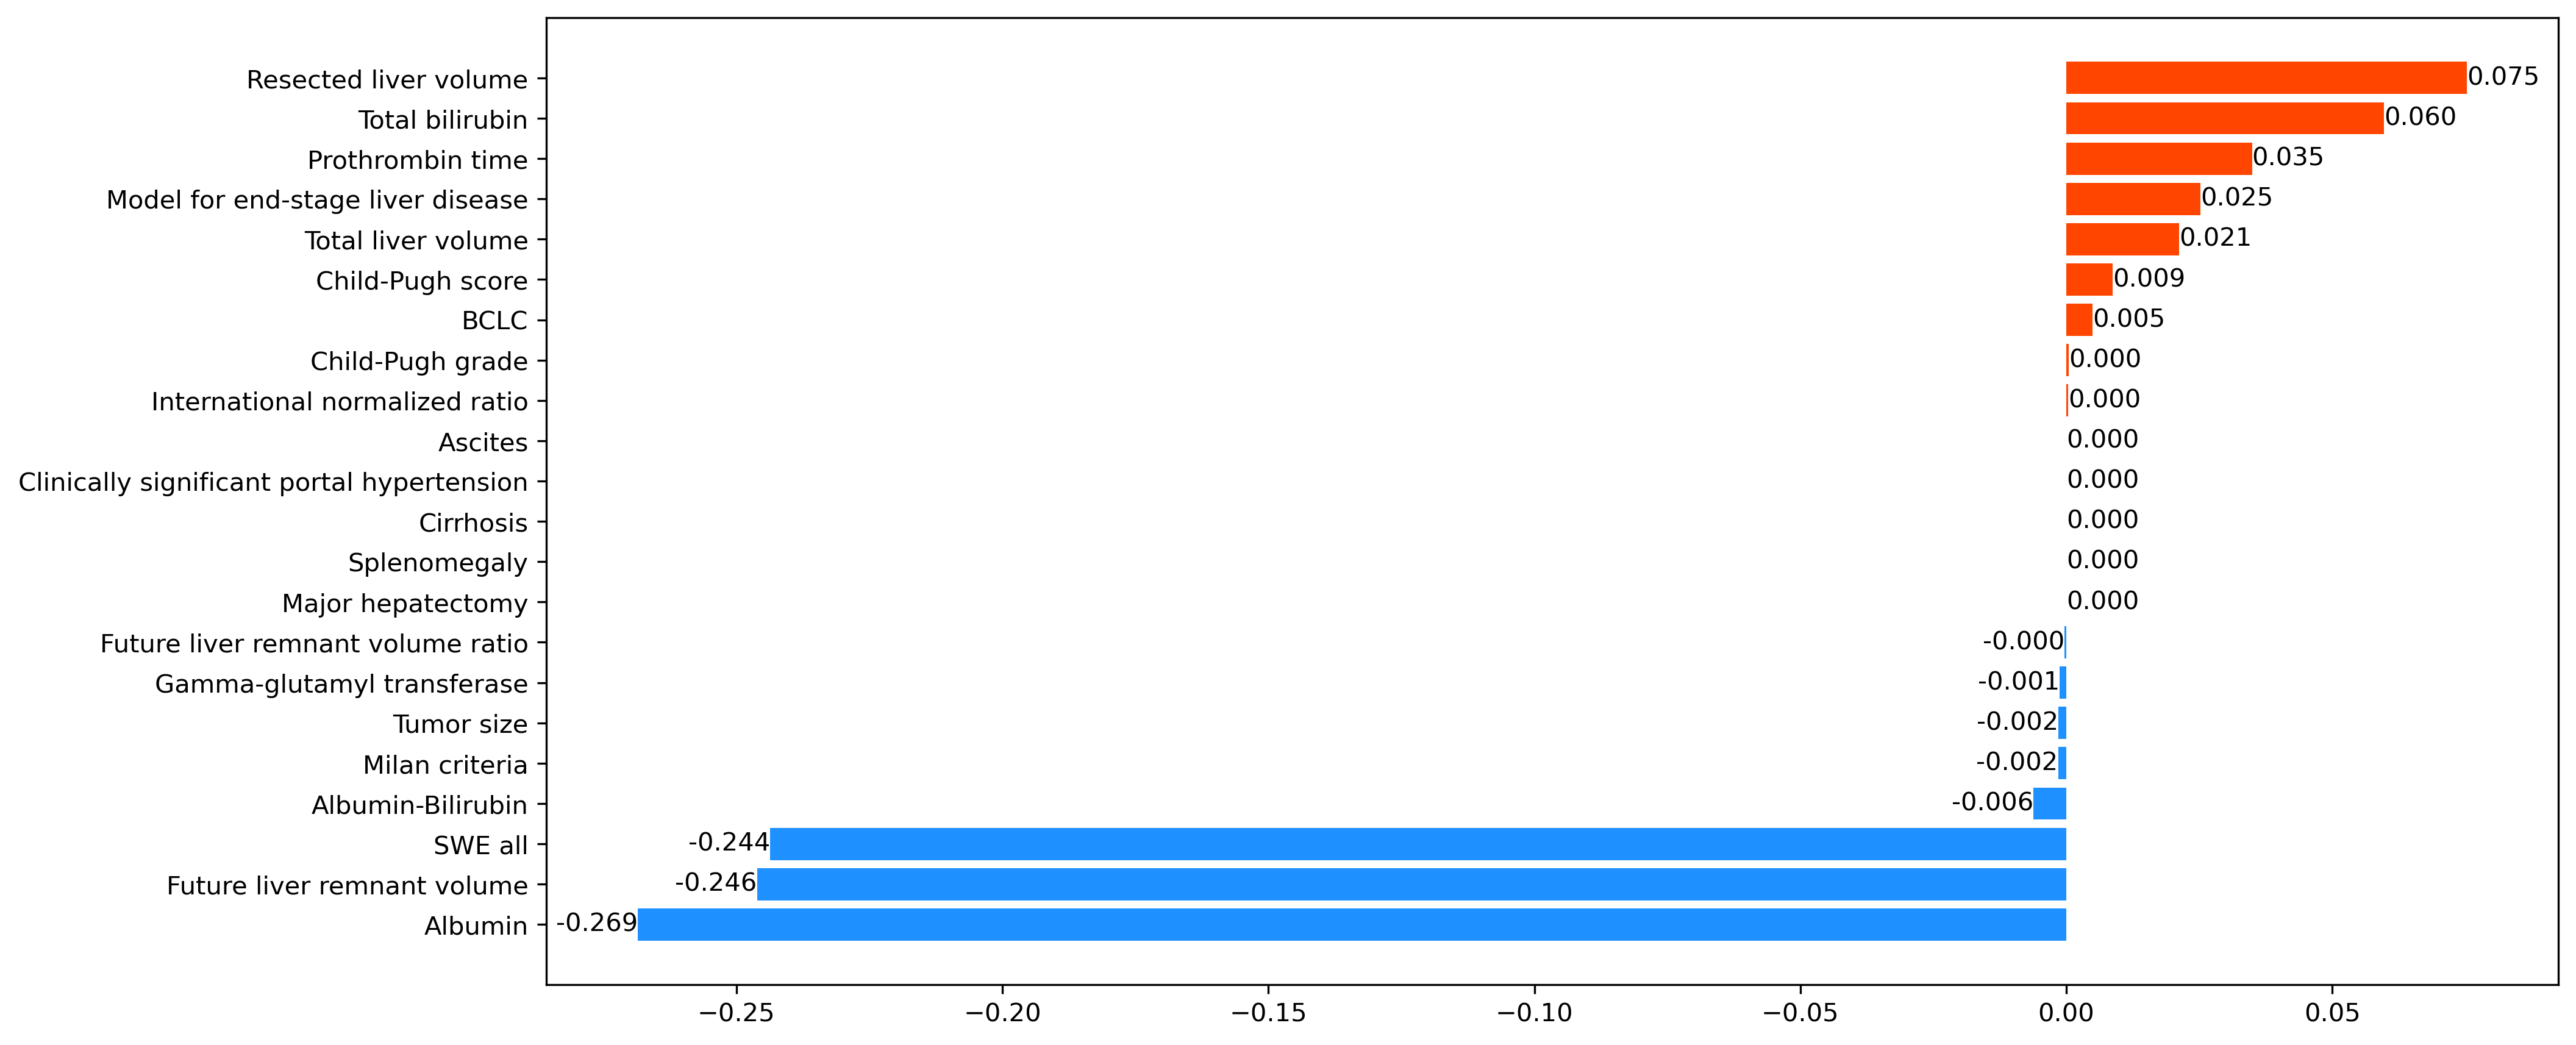 Resected liver volume 0.075
Total bilirubin 0.060
Prothrombin time 0.035
Model for end-stage liver disease 0.025
Total liver volume 0.021
Child-Pugh score 0.009
BCLC 0.005
Child-Pugh grade 0.000
International normalized ratio 0.000
Ascites 0.000
Clinically significant portal hypertension 0.000
Cirrhosis 0.000
Splenomegaly 0.000
Major hepatectomy 0.000
Future liver remnant volume ratio -0.000
Gamma-glutamyl transferase -0.001
Tumor size -0.002
Milan criteria -0.002
Albumin-Bilirubin -0.006
SWE all -0.244
Future liver remnant volume -0.246
Albumin -0.269
−0.25 −0.20 −0.15 −0.10 −0.05 0.00 0.05